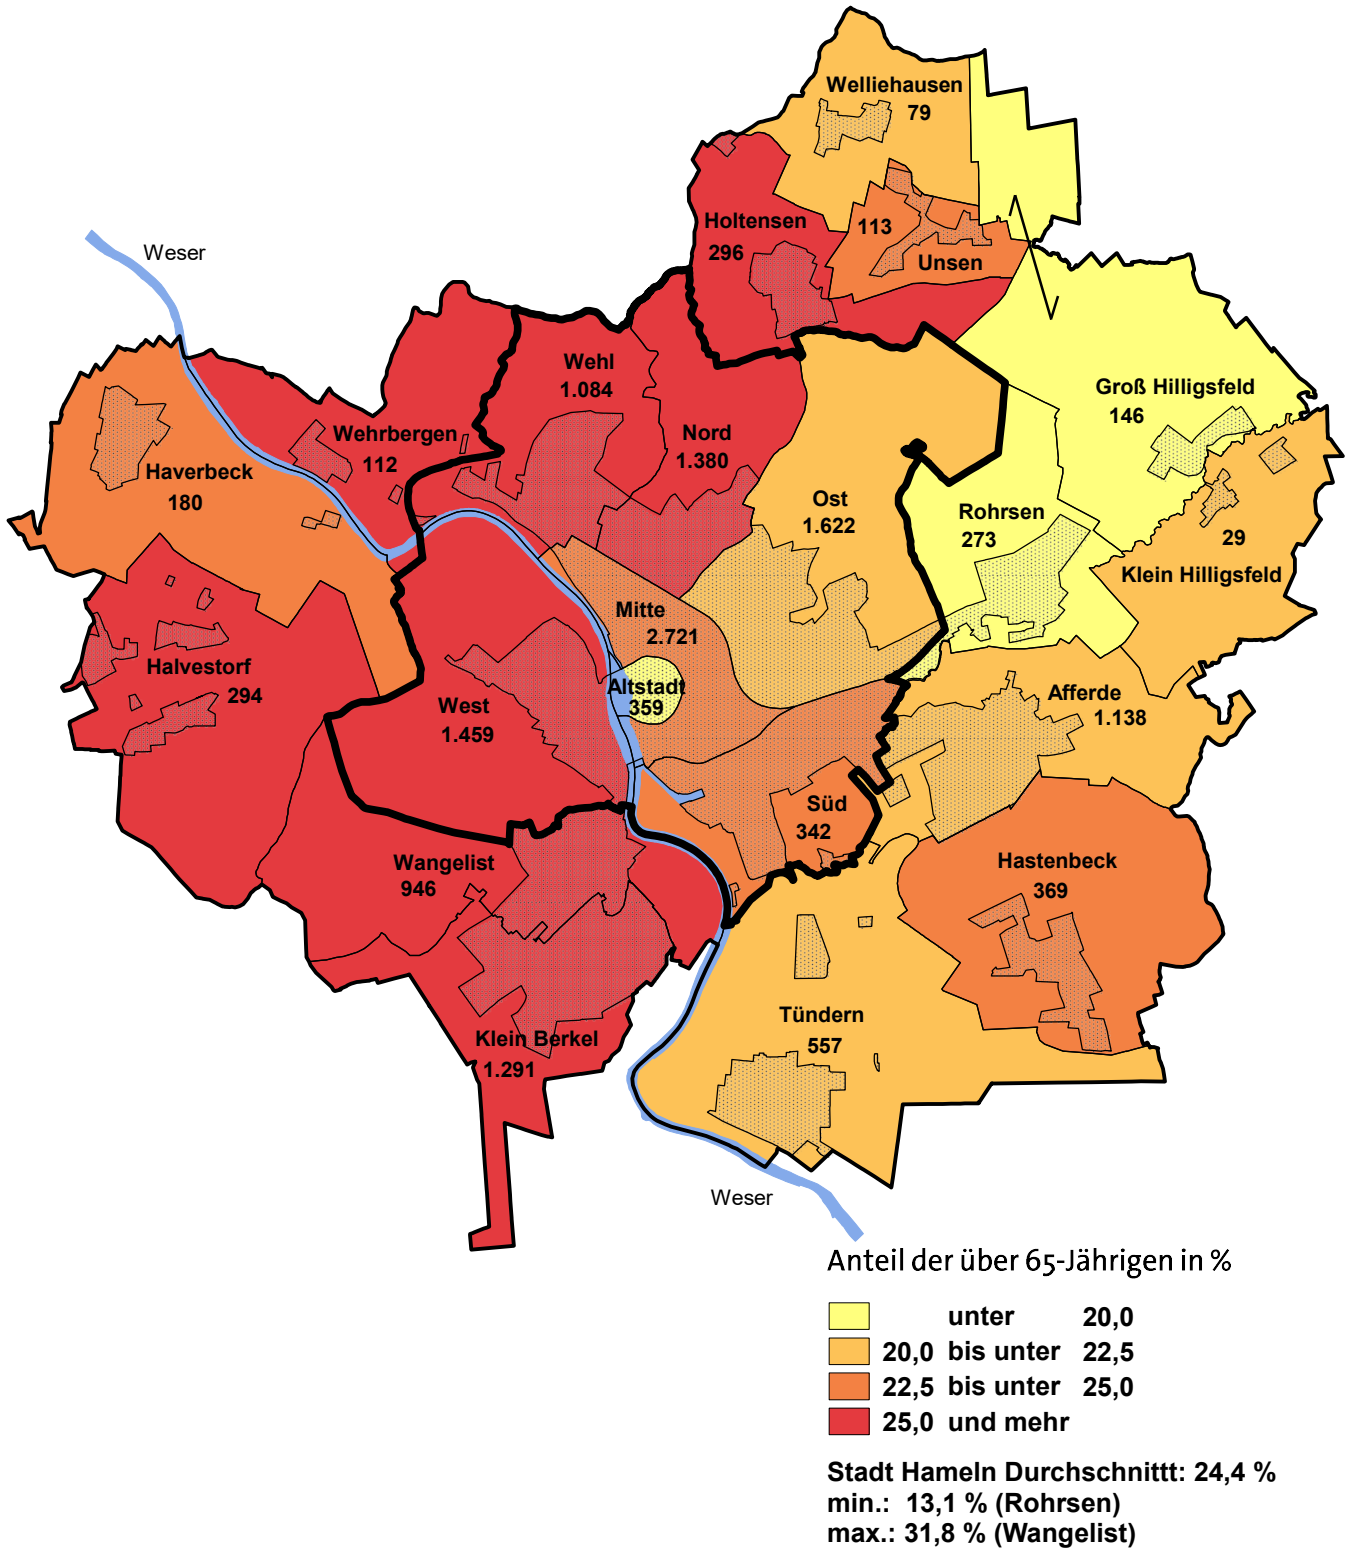 Welliehausen
79
Holtensen
296
113
Unsen
Weser
Wehl
1.084
Groß Hilligsfeld
146
Wehrbergen
112
Nord
1.380
Haverbeck
180
Ost
1.622
Rohrsen
273
29
Klein Hilligsfeld
Mitte
2.721
Halvestorf
294
Altstadt
359
West
1.459
Afferde
1.138
Süd
342
Wangelist
946
Hastenbeck
369
Tündern
557
Klein Berkel
1.291
Weser
Anteil der über 65-Jährigen in %
unter 20,0
20,0 bis unter 22,5
22,5 bis unter 25,0
25,0 und mehr
Stadt Hameln Durchschnittt: 24,4 %
min.: 13,1 % (Rohrsen)
max.: 31,8 % (Wangelist)